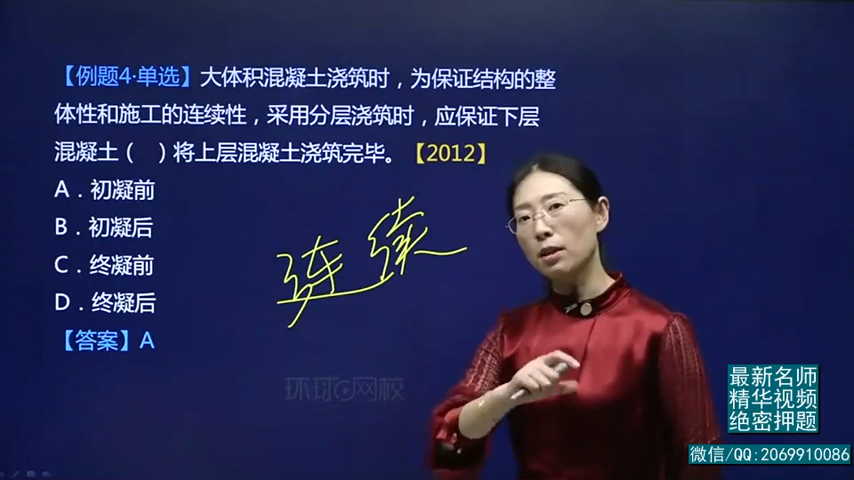 【例题4·单选】大体积混凝土浇筑时，为保证结构的整
体性和施工的连续性，采用分层浇筑时，应保证下层
混凝土（ ）将上层混凝土浇筑完毕。【2012】
A．初凝前
B．初凝后
C．终凝前
D．终凝后
【答案】A
连续
环球网校
最新名师
精华视频
绝密押题
微信/QQ:2069910086